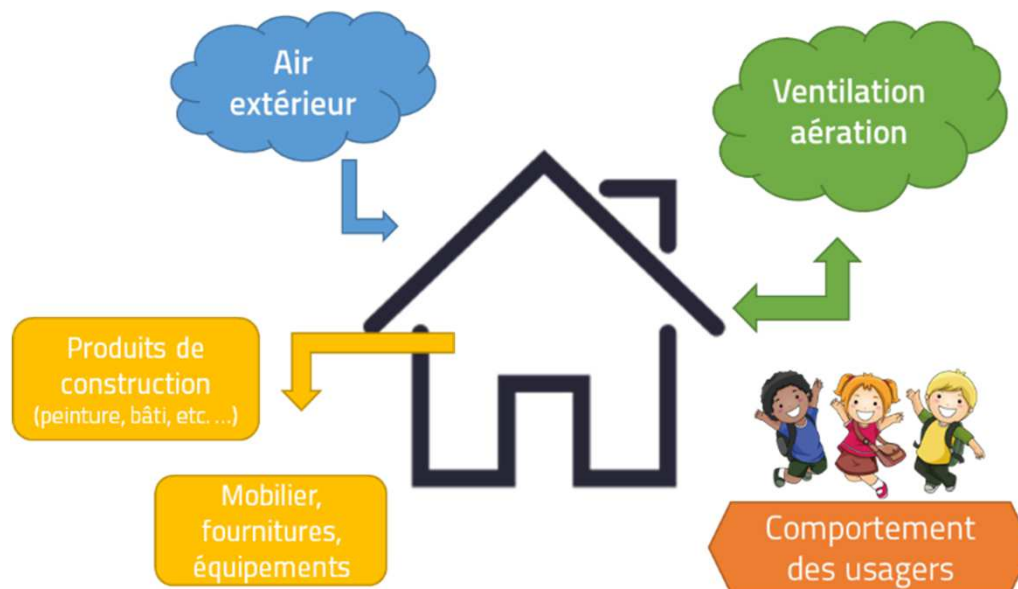 Air
extérieur
Ventilation
aération
Produits de
construction
(peinture, bâti, etc. ...)
Mobilier,
fournitures,
équipements
Comportement
des usagers